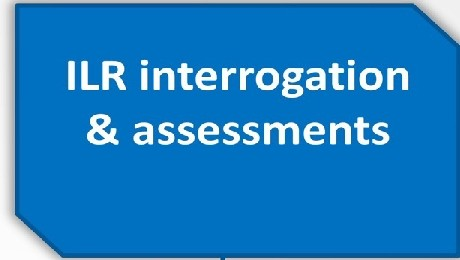 ILR interrogation
& assessments